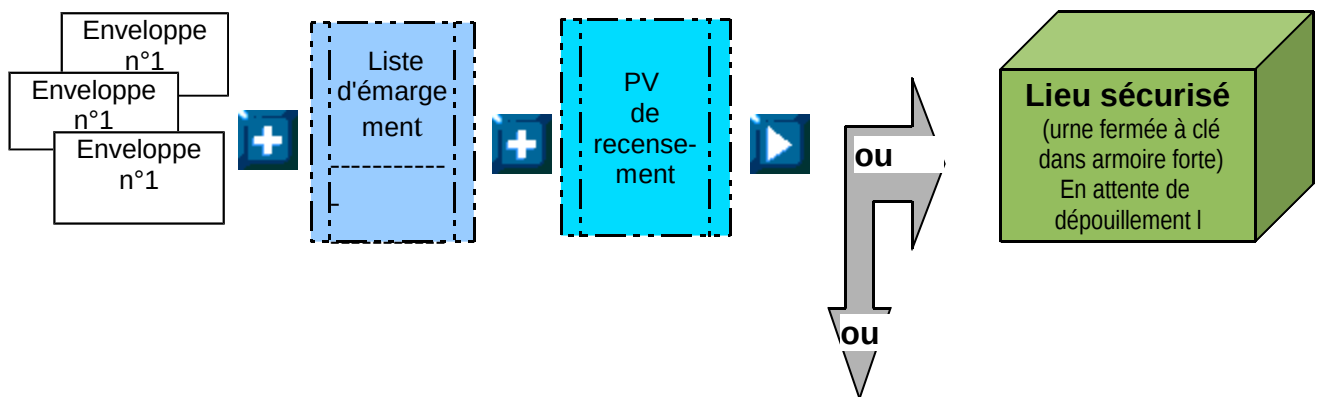 Enveloppe
n°1
Enveloppe
n°1
Enveloppe
n°1
Liste
d'émarge
ment
-
PV
de
recense-
ment
ou
ou
Lieu sécurisé
(urne fermée à clé
dans armoire forte)
En attente de
dépouillement l